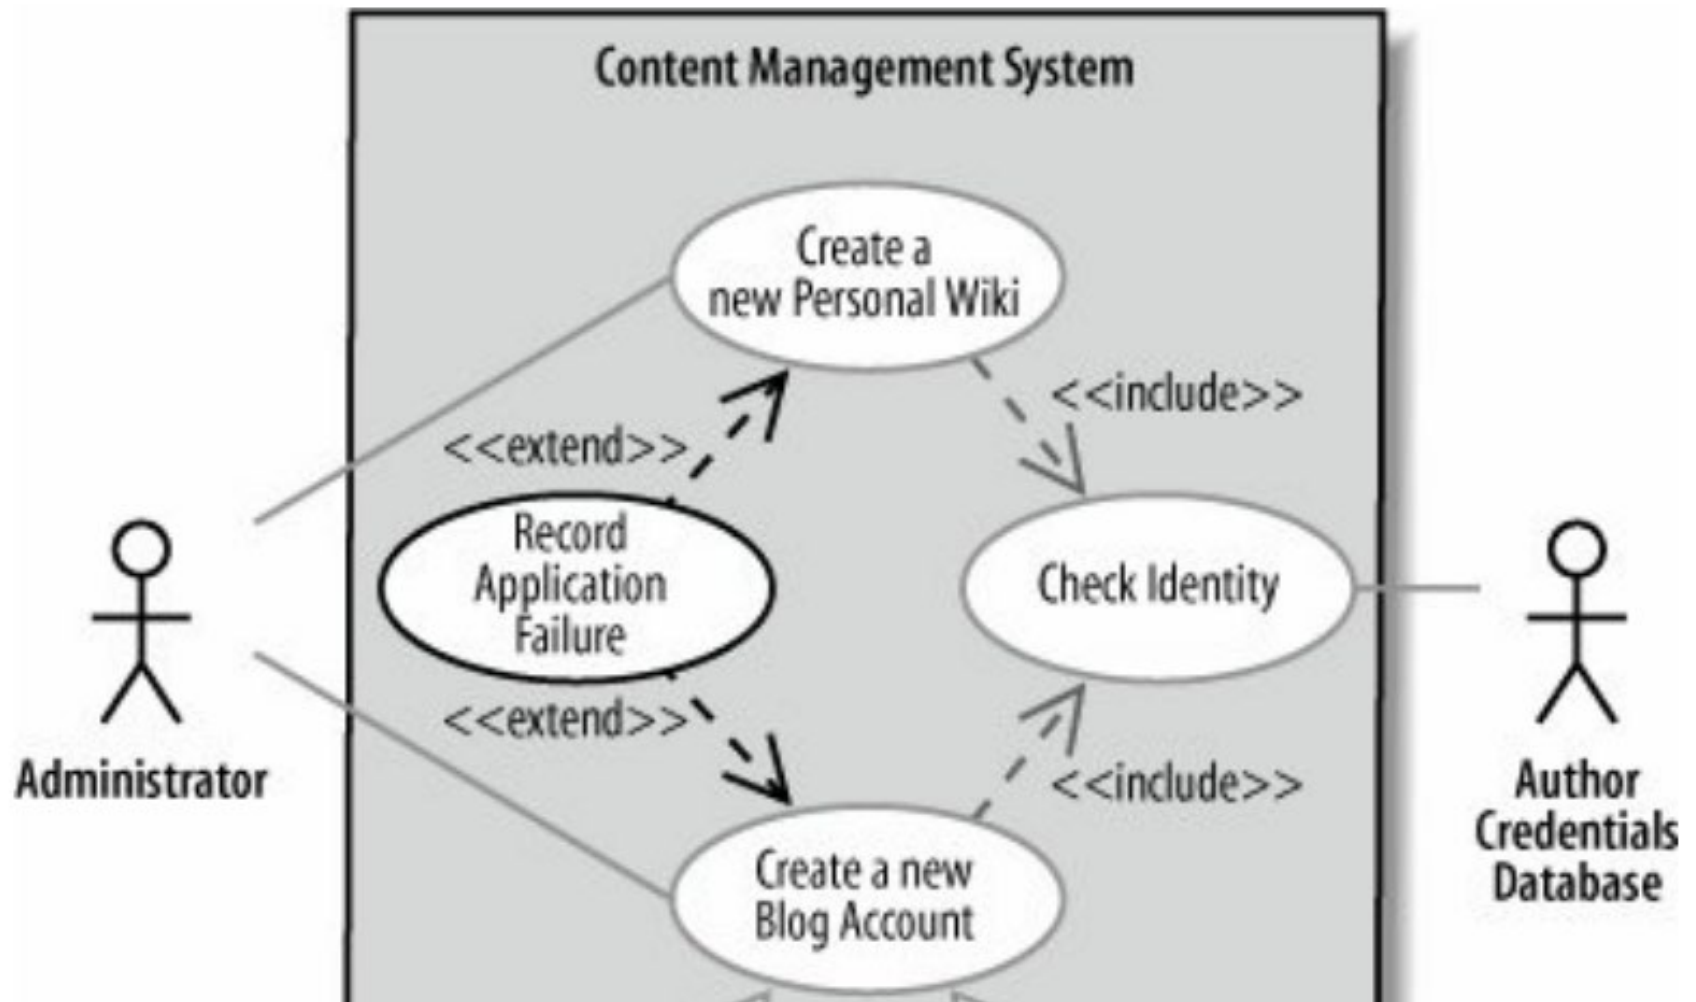 Content Management System
Create a
new Personal Wiki
<<include>>
<<extend>>
Record
Application
Failure
Check Identity
<<extend>>
<<include>>
Administrator
Author
Credentials
Database
Create a new
Blog Account